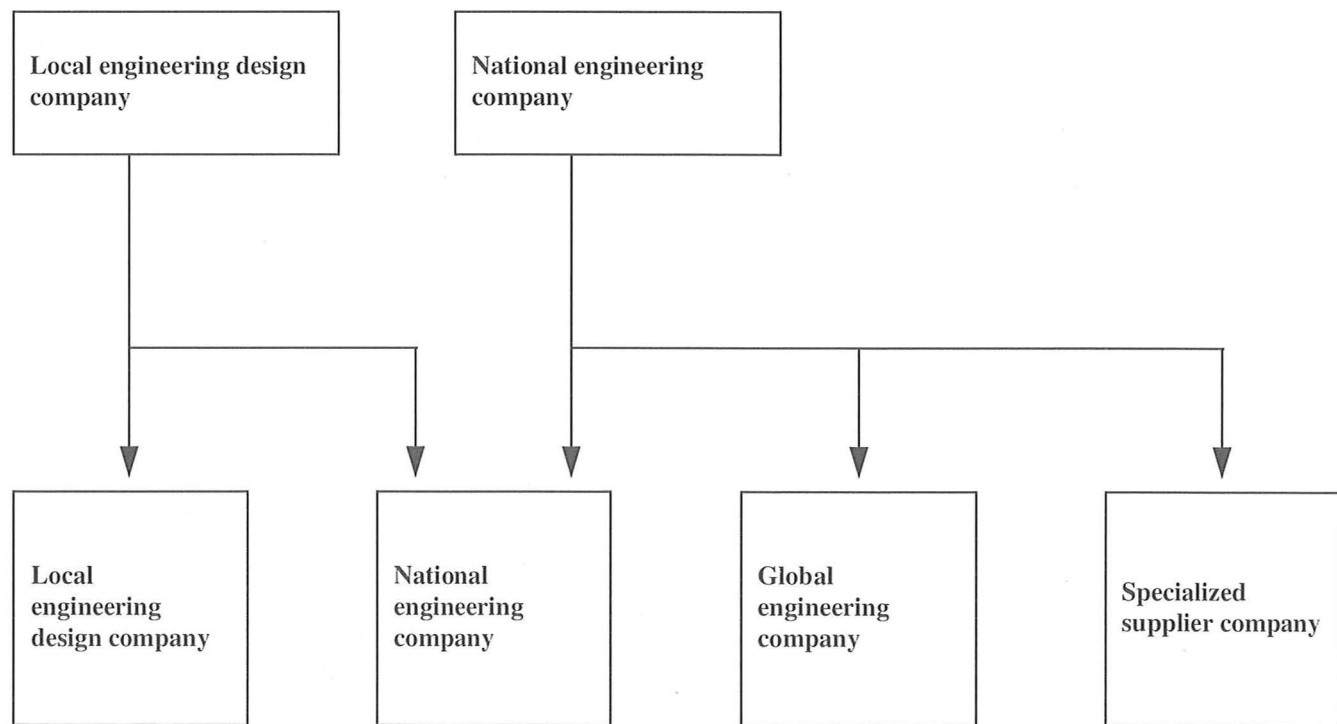 Local engineering design
company
National engineering
company
Local
engineering
design company
National
engineering
company
Global
engineering
company
Specialized
supplier company